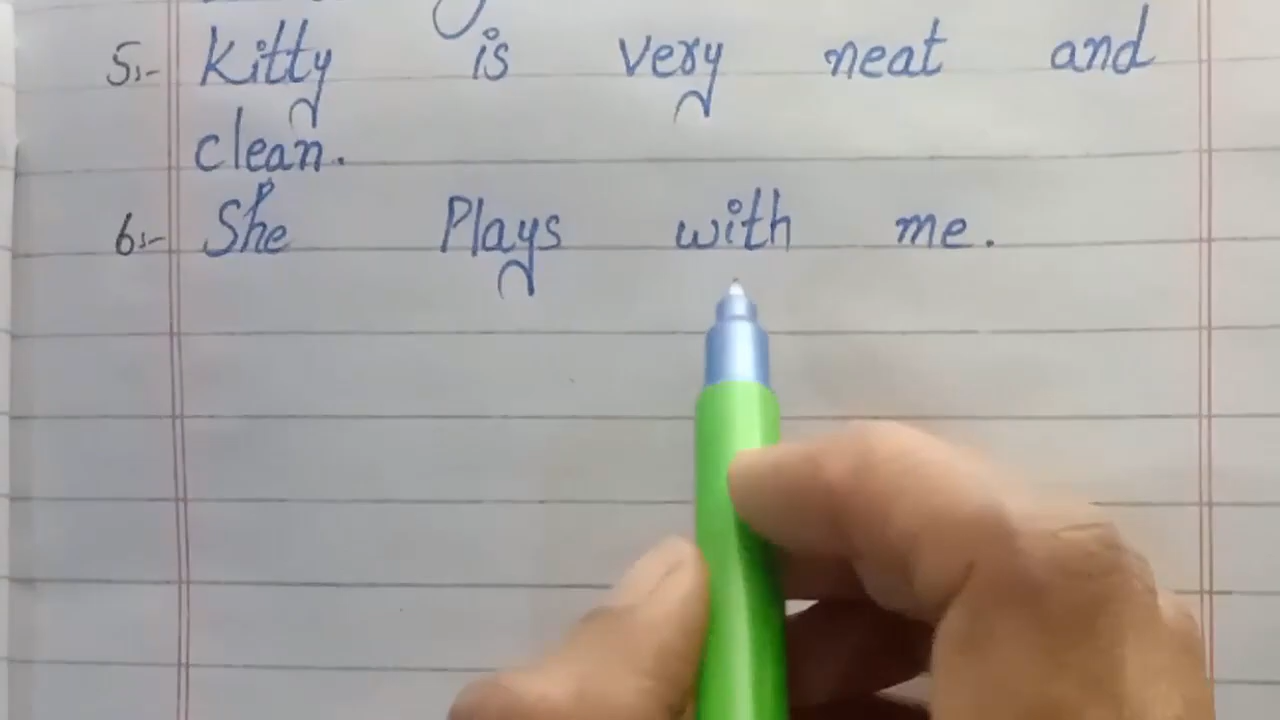 5:- Kitty is very neat and
clean.
6:- She Plays with me.